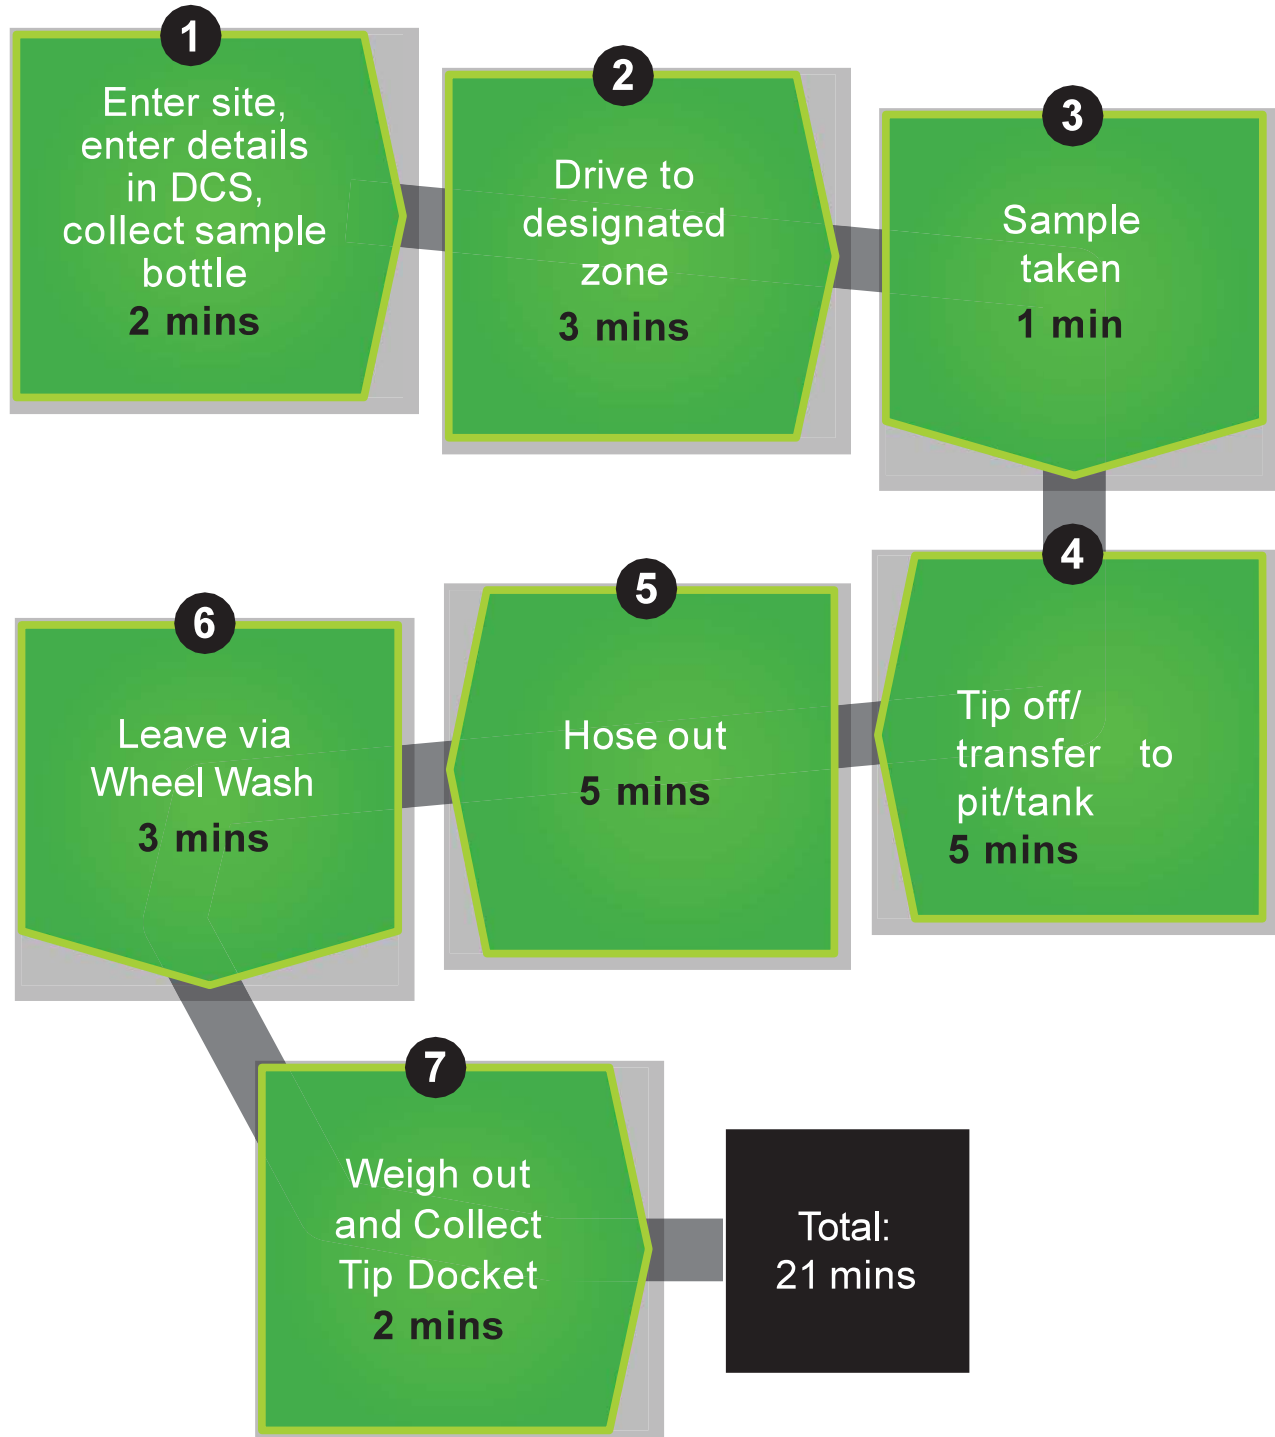 1
Enter site,
enter details
in DCS,
collect sample
bottle
2 mins
2
Drive to
designated
zone
3 mins
3
Sample
taken
1 min
4
Tip off/
transfer to
pit/tank
5 mins
5
Hose out
5 mins
6
Leave via
Wheel Wash
3 mins
7
Weigh out
and Collect
Tip Docket
2 mins
Total:
21 mins